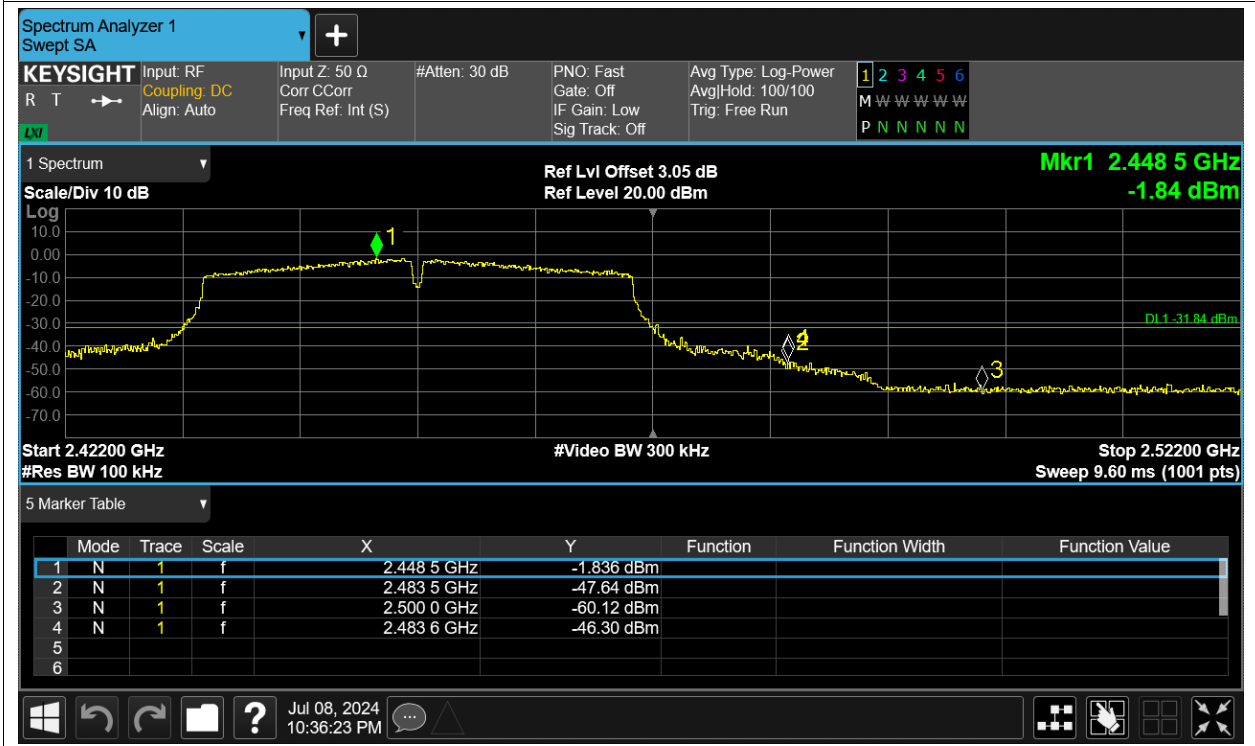 Spectrum Analyzer 1
Swept SA
+
KEYSIGHT Input: RF Input Z: 50 Ω #Atten: 30 dB PNO: Fast Avg Type: Log-Power 1 2 3 4 5 6
R T Coupling: DC Corr CCorr Gate: Off Avg|Hold: 100/100 M W W W W W
Align: Auto Freq Ref: Int (S) IF Gain: Low Trig: Free Run
LXI Sig Track: Off P N N N N N
1 Spectrum Ref Lvl Offset 3.05 dB Mkr1 2.448 5 GHz
Scale/Div 10 dB Ref Level 20.00 dBm -1.84 dBm
Log
10.0
1
0.00
-10.0
-20.0
-30.0
DL1 -31.84 dBm
-40.0
-50.0
3
-60.0
-70.0
Start 2.42200 GHz #Video BW 300 kHz Stop 2.52200 GHz
#Res BW 100 kHz Sweep 9.60 ms (1001 pts)
5 Marker Table
Mode Trace Scale X Y Function Function Width Function Value
1 N 1 f 2.448 5 GHz -1.836 dBm
2 N 1 f 2.483 5 GHz -47.64 dBm
3 N 1 f 2.500 0 GHz -60.12 dBm
4 N 1 f 2.483 6 GHz -46.30 dBm
5
6
? Jul 08, 2024
10:36:23 PM